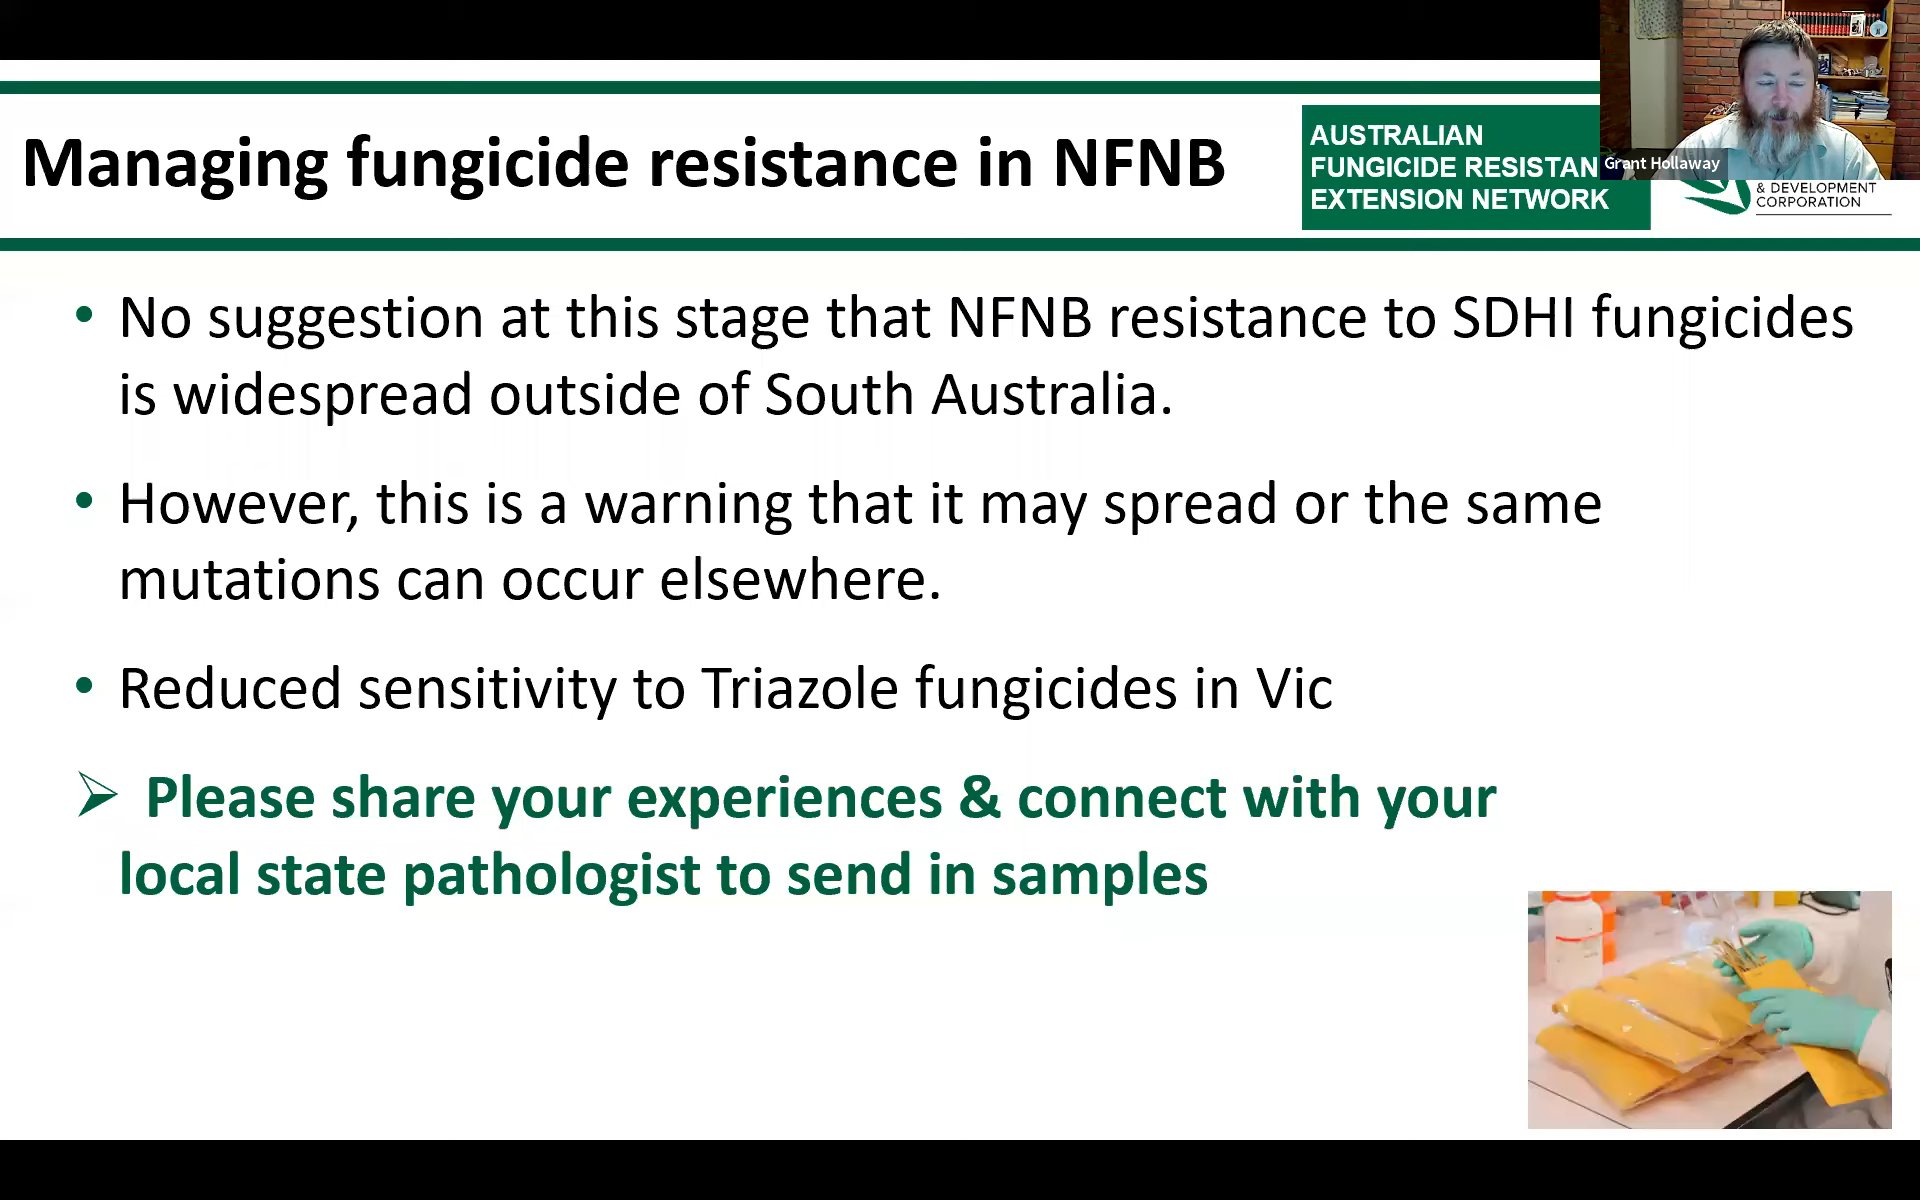 Managing fungicide resistance in NFNB
AUSTRALIAN
FUNGICIDE RESISTAN
EXTENSION NETWORK
Grant Hollaway
& DEVELOPMENT
CORPORATION
• No suggestion at this stage that NFNB resistance to SDHI fungicides
is widespread outside of South Australia.
• However, this is a warning that it may spread or the same
mutations can occur elsewhere.
• Reduced sensitivity to Triazole fungicides in Vic
➢ Please share your experiences & connect with your
local state pathologist to send in samples